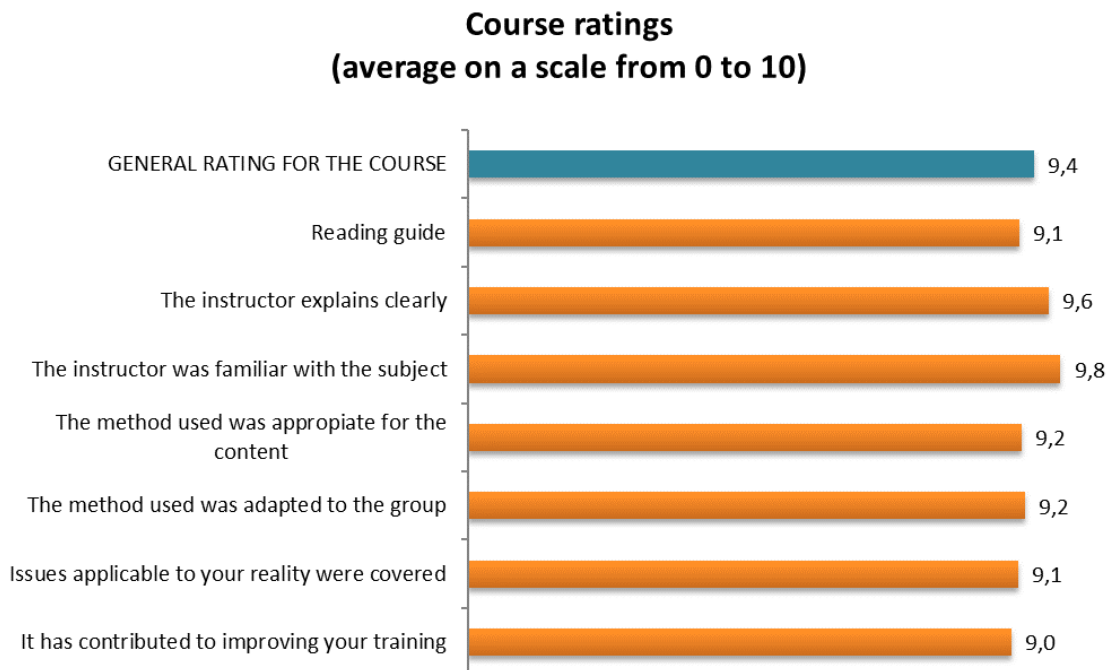 Course ratings
(average on a scale from 0 to 10)
GENERAL RATING FOR THE COURSE 9,4
Reading guide 9,1
The instructor explains clearly 9,6
The instructor was familiar with the subject 9,8
The method used was appropiate for the
content 9,2
The method used was adapted to the group 9,2
Issues applicable to your reality were covered 9,1
It has contributed to improving your training 9,0